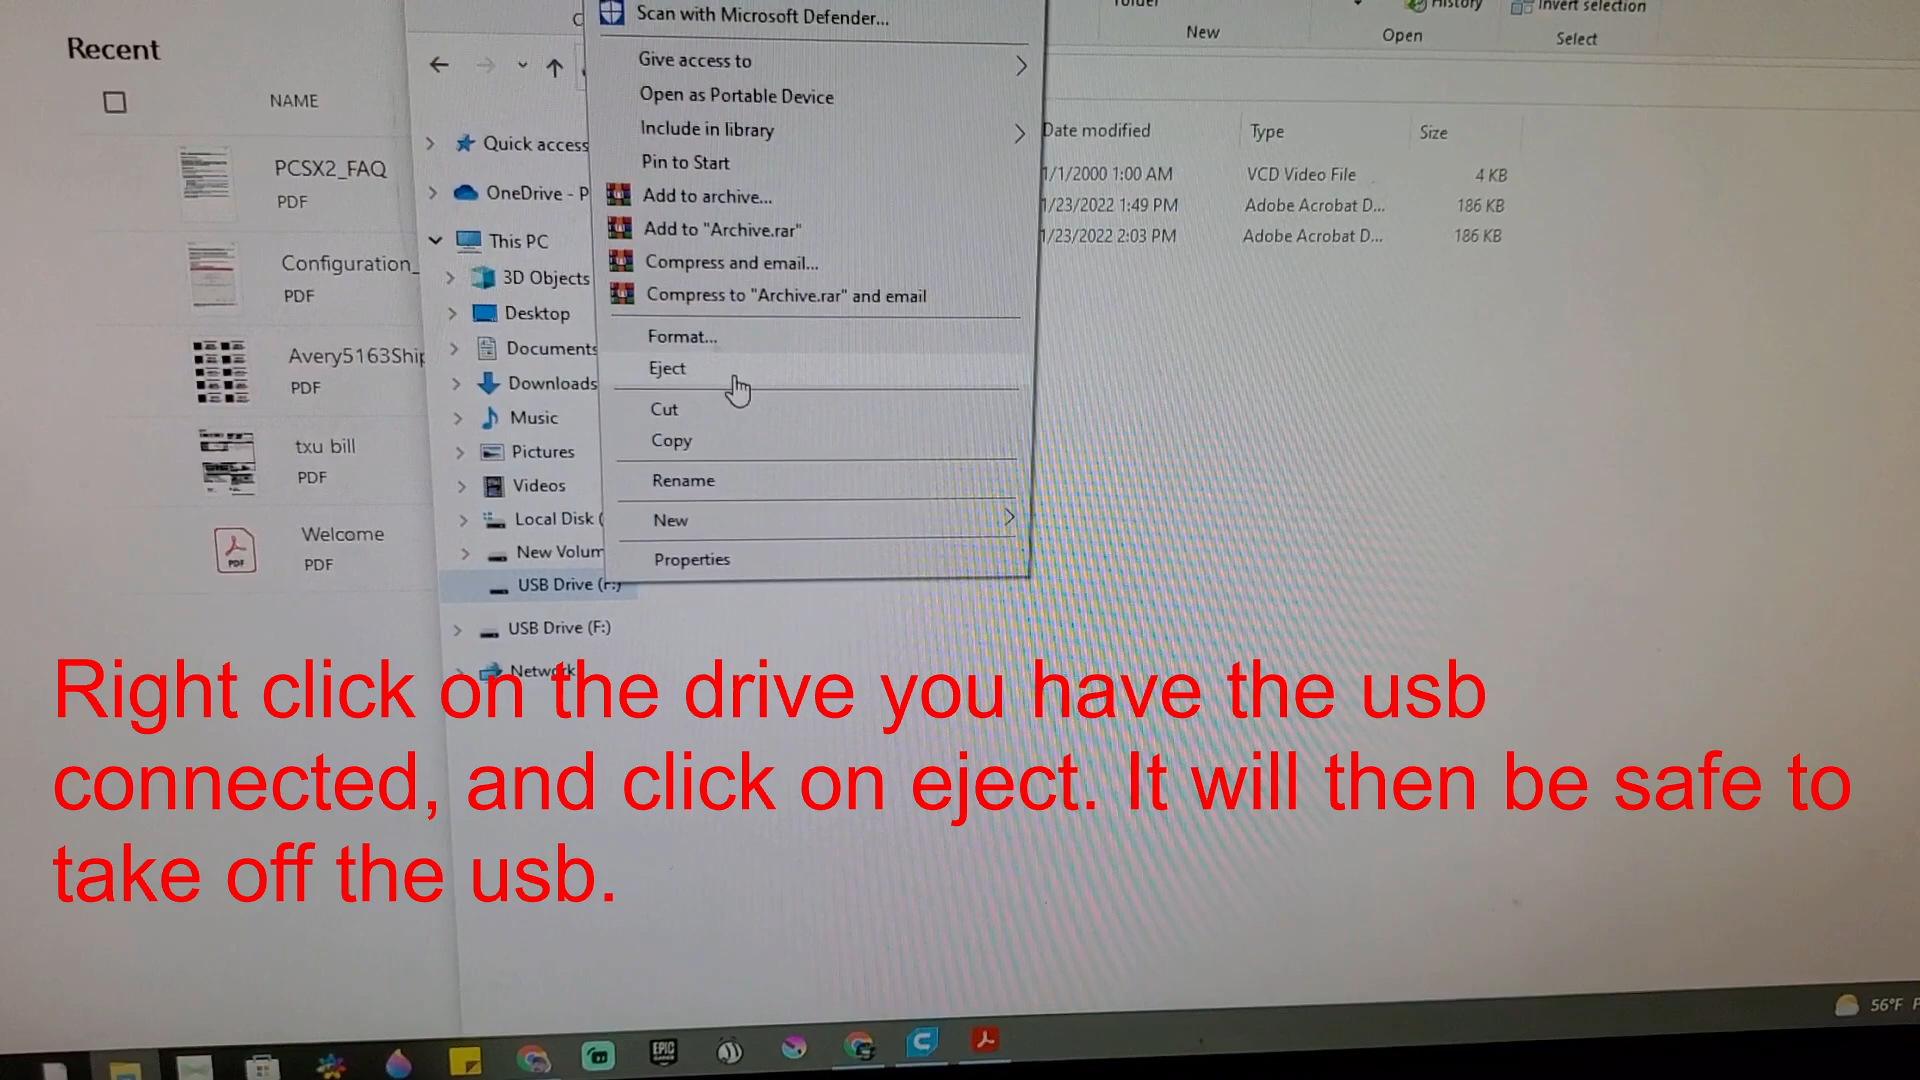 Recent
NAME
PCSX2_FAQ
PDF
Configuration_
PDF
Avery5163Ship
PDF
txu bill
PDF
Welcome
PDF
Quick access
OneDrive - P
This PC
3D Objects
Desktop
Documents
Downloads
Music
Pictures
Videos
Local Disk (
New Volum
USB Drive (F:)
USB Drive (F:)
Network
Scan with Microsoft Defender...
Give access to
Open as Portable Device
Include in library
Pin to Start
Add to archive...
Add to "Archive.rar"
Compress and email...
Compress to "Archive.rar" and email
Format...
Eject
Cut
Copy
Rename
New
Properties
History
Invert selection
New
Open
Select
Date modified
Type
Size
1/1/2000 1:00 AM
VCD Video File
4 KB
1/23/2022 1:49 PM
Adobe Acrobat D...
186 KB
1/23/2022 2:03 PM
Adobe Acrobat D...
186 KB
Right click on the drive you have the usb
connected, and click on eject. It will then be safe to
take off the usb.
EPIC
PDF
56°F